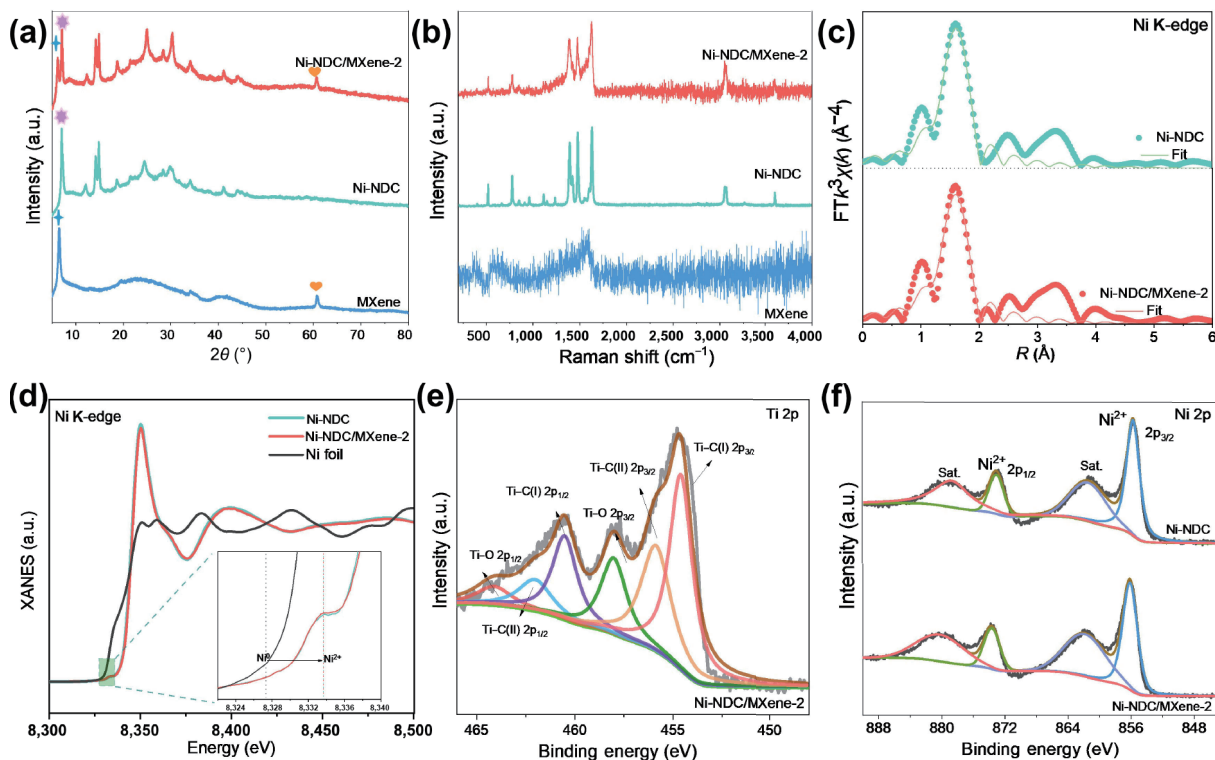 (a)
Intensity (a.u.)
Ni-NDC/MXene-2
Ni-NDC
MXene
0 10 20 30 40 50 60 70 80
2θ (°)
(b)
Intensity (a.u.)
Ni-NDC/MXene-2
Ni-NDC
MXene
500 1,000 1,500 2,000 2,500 3,000 3,500 4,000
Raman shift (cm⁻¹)
(c)
Ni K-edge
FTk³χ(k) (Å−4)
Ni-NDC
Fit
Ni-NDC/MXene-2
Fit
0 1 2 3 4 5 6
R (Å)
(d)
Ni K-edge
XANES (a.u.)
Ni-NDC
Ni-NDC/MXene-2
Ni foil
Ni⁰
Ni²⁺
8,324 8,328 8,332 8,336 8,340
8,300 8,350 8,400 8,450 8,500
Energy (eV)
(e)
Ti 2p
Intensity (a.u.)
Ti–C(I) 2p₃/₂
Ti–C(II) 2p₃/₂
Ti–C(I) 2p₁/₂
Ti–O 2p₃/₂
Ti–O 2p₁/₂
Ti–C(II) 2p₁/₂
Ni-NDC/MXene-2
465 460 455 450
Binding energy (eV)
(f)
Ni 2p
Intensity (a.u.)
Ni²⁺
2p₃/₂
Ni²⁺
2p₁/₂
Sat.
Sat.
Ni-NDC
Ni-NDC/MXene-2
888 880 872 864 856 848
Binding energy (eV)